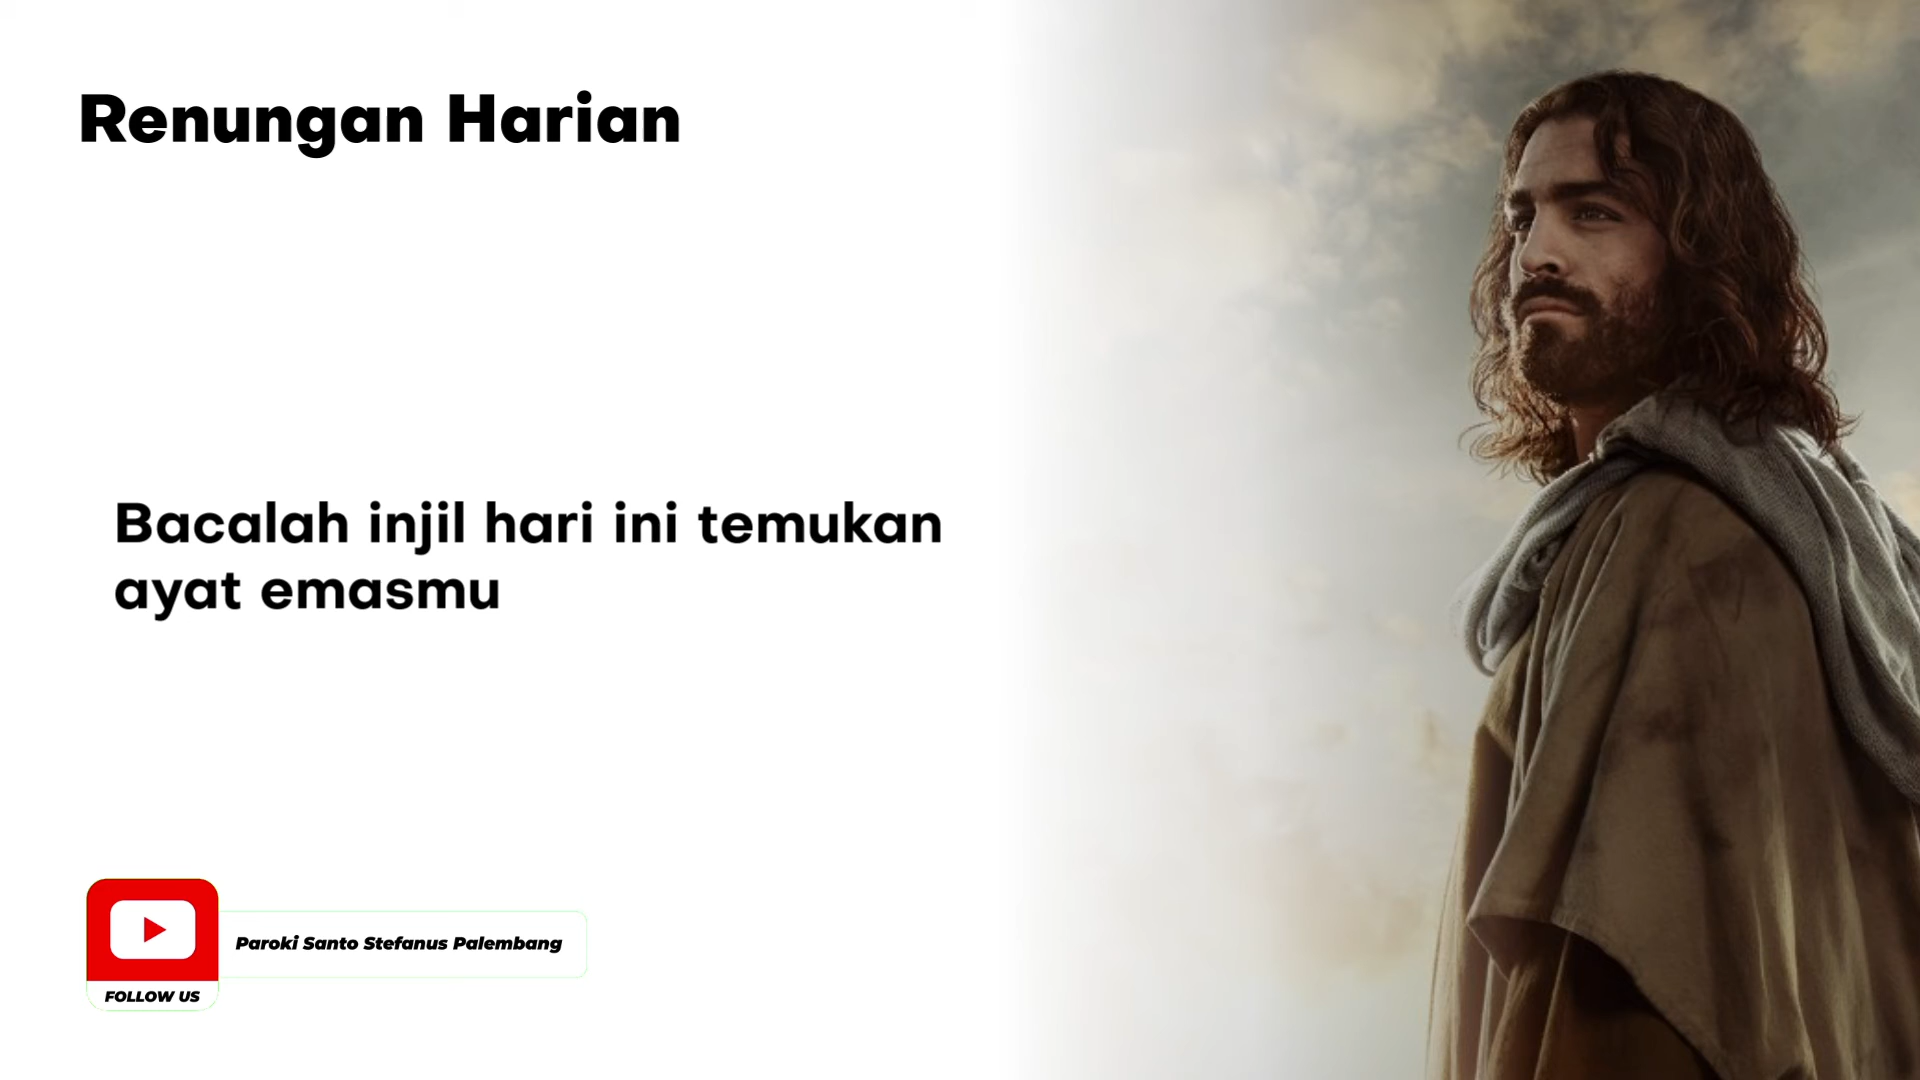 Renungan Harian
Bacalah injil hari ini temukan
ayat emasmu
Paroki Santo Stefanus Palembang
FOLLOW US